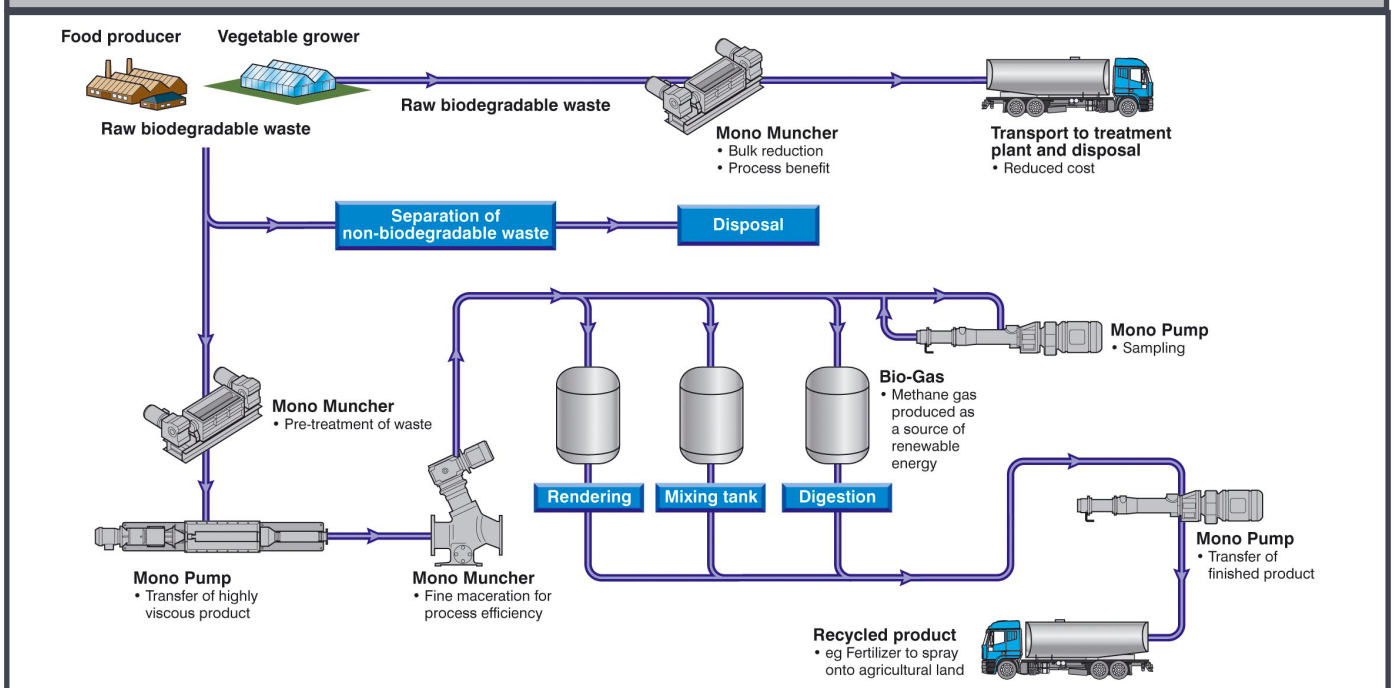 Food producer
Vegetable grower
Raw biodegradable waste
Raw biodegradable waste
Mono Muncher
• Bulk reduction
• Process benefit
Transport to treatment
plant and disposal
• Reduced cost
Separation of
non-biodegradable waste
Disposal
Mono Pump
• Sampling
Mono Muncher
• Pre-treatment of waste
Bio-Gas
• Methane gas
produced as
a source of
renewable
energy
Rendering
Mixing tank
Digestion
Mono Pump
• Transfer of highly
viscous product
Mono Muncher
• Fine maceration for
process efficiency
Mono Pump
• Transfer of
finished product
Recycled product
• eg Fertilizer to spray
onto agricultural land